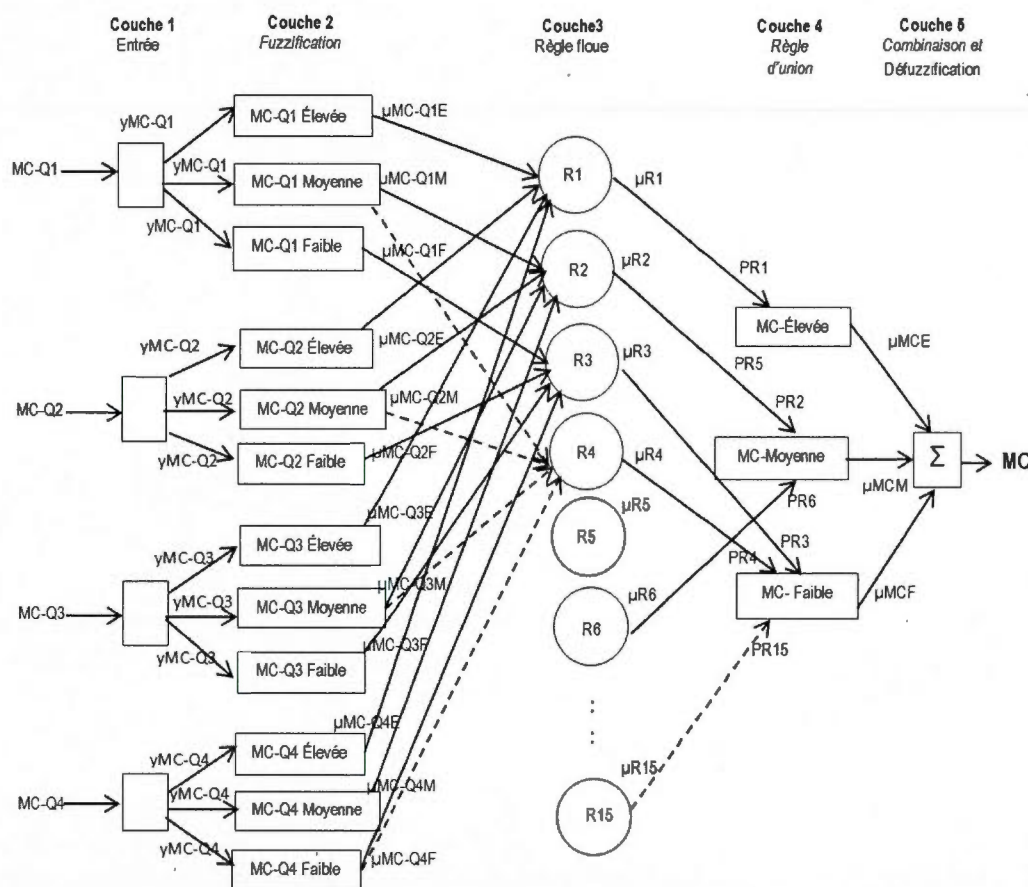 Couche 1
Entrée
Couche 2
Fuzzification
Couche3
Règle floue
Couche 4
Règle
d'union
Couche 5
Combinaison et
Défuzzification
MC-Q1
yMC-Q1
yMC-Q1
yMC-Q1
MC-Q1 Élevée
MC-Q1 Moyenne
MC-Q1 Faible
µMC-Q1E
µMC-Q1M
µMC-Q1F
MC-Q2
yMC-Q2
yMC-Q2
yMC-Q2
MC-Q2 Élevée
MC-Q2 Moyenne
MC-Q2 Faible
µMC-Q2E
µMC-Q2M
µMC-Q2F
MC-Q3
yMC-Q3
yMC-Q3
yMC-Q3
MC-Q3 Élevée
MC-Q3 Moyenne
MC-Q3 Faible
µMC-Q3E
µMC-Q3M
µMC-Q3F
MC-Q4
yMC-Q4
yMC-Q4
yMC-Q4
MC-Q4 Élevée
MC-Q4 Moyenne
MC-Q4 Faible
µMC-Q4E
µMC-Q4M
µMC-Q4F
R1
R2
R3
R4
R5
R6
R15
µR1
µR2
µR3
µR4
µR5
µR6
µR15
PR1
PR5
PR2
PR6
PR3
PR4
PR15
MC-Élevée
MC-Moyenne
MC- Faible
µMCE
µMCM
µMCF
Σ
MC